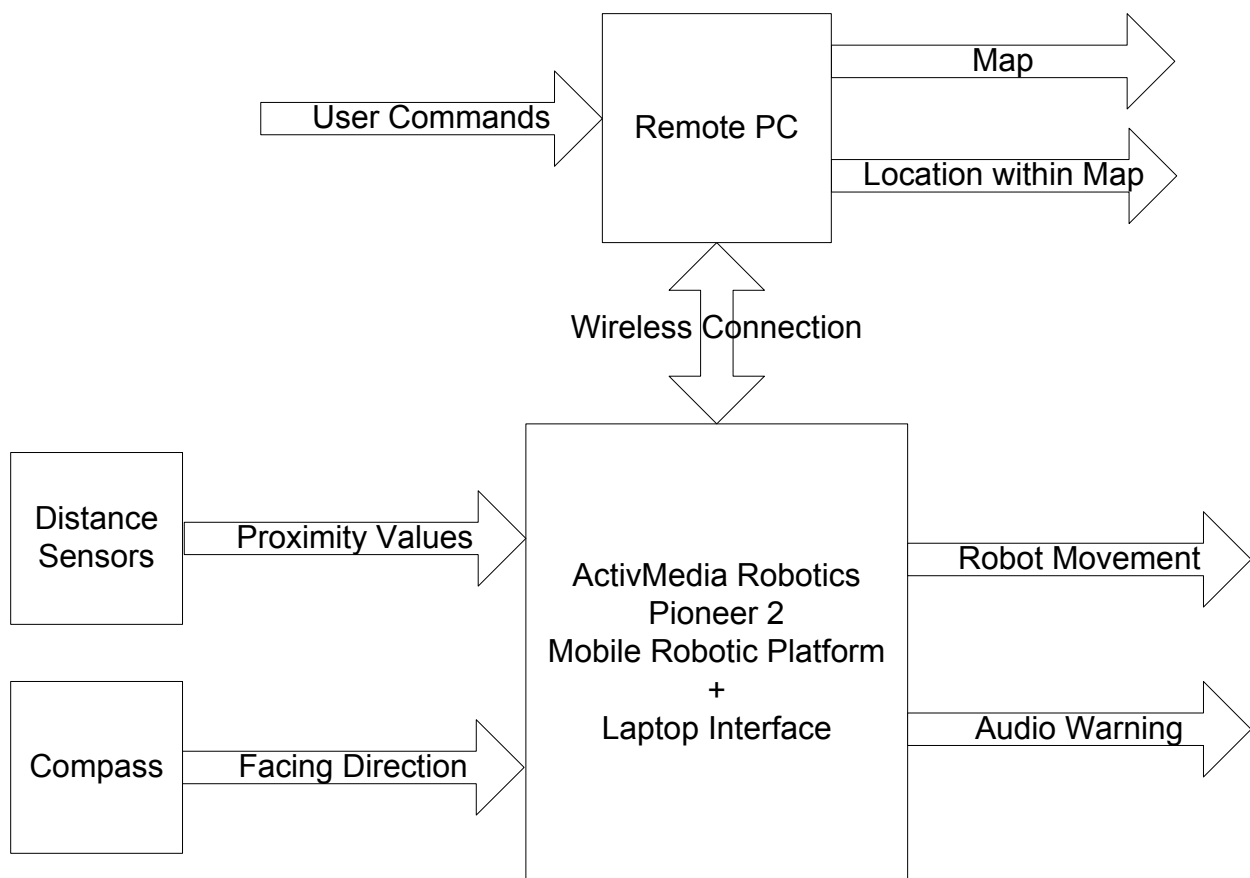 Map
User Commands
Remote PC
Location within Map
Wireless Connection
Distance
Sensors
Proximity Values
ActivMedia Robotics
Pioneer 2
Mobile Robotic Platform
+
Laptop Interface
Robot Movement
Compass
Facing Direction
Audio Warning